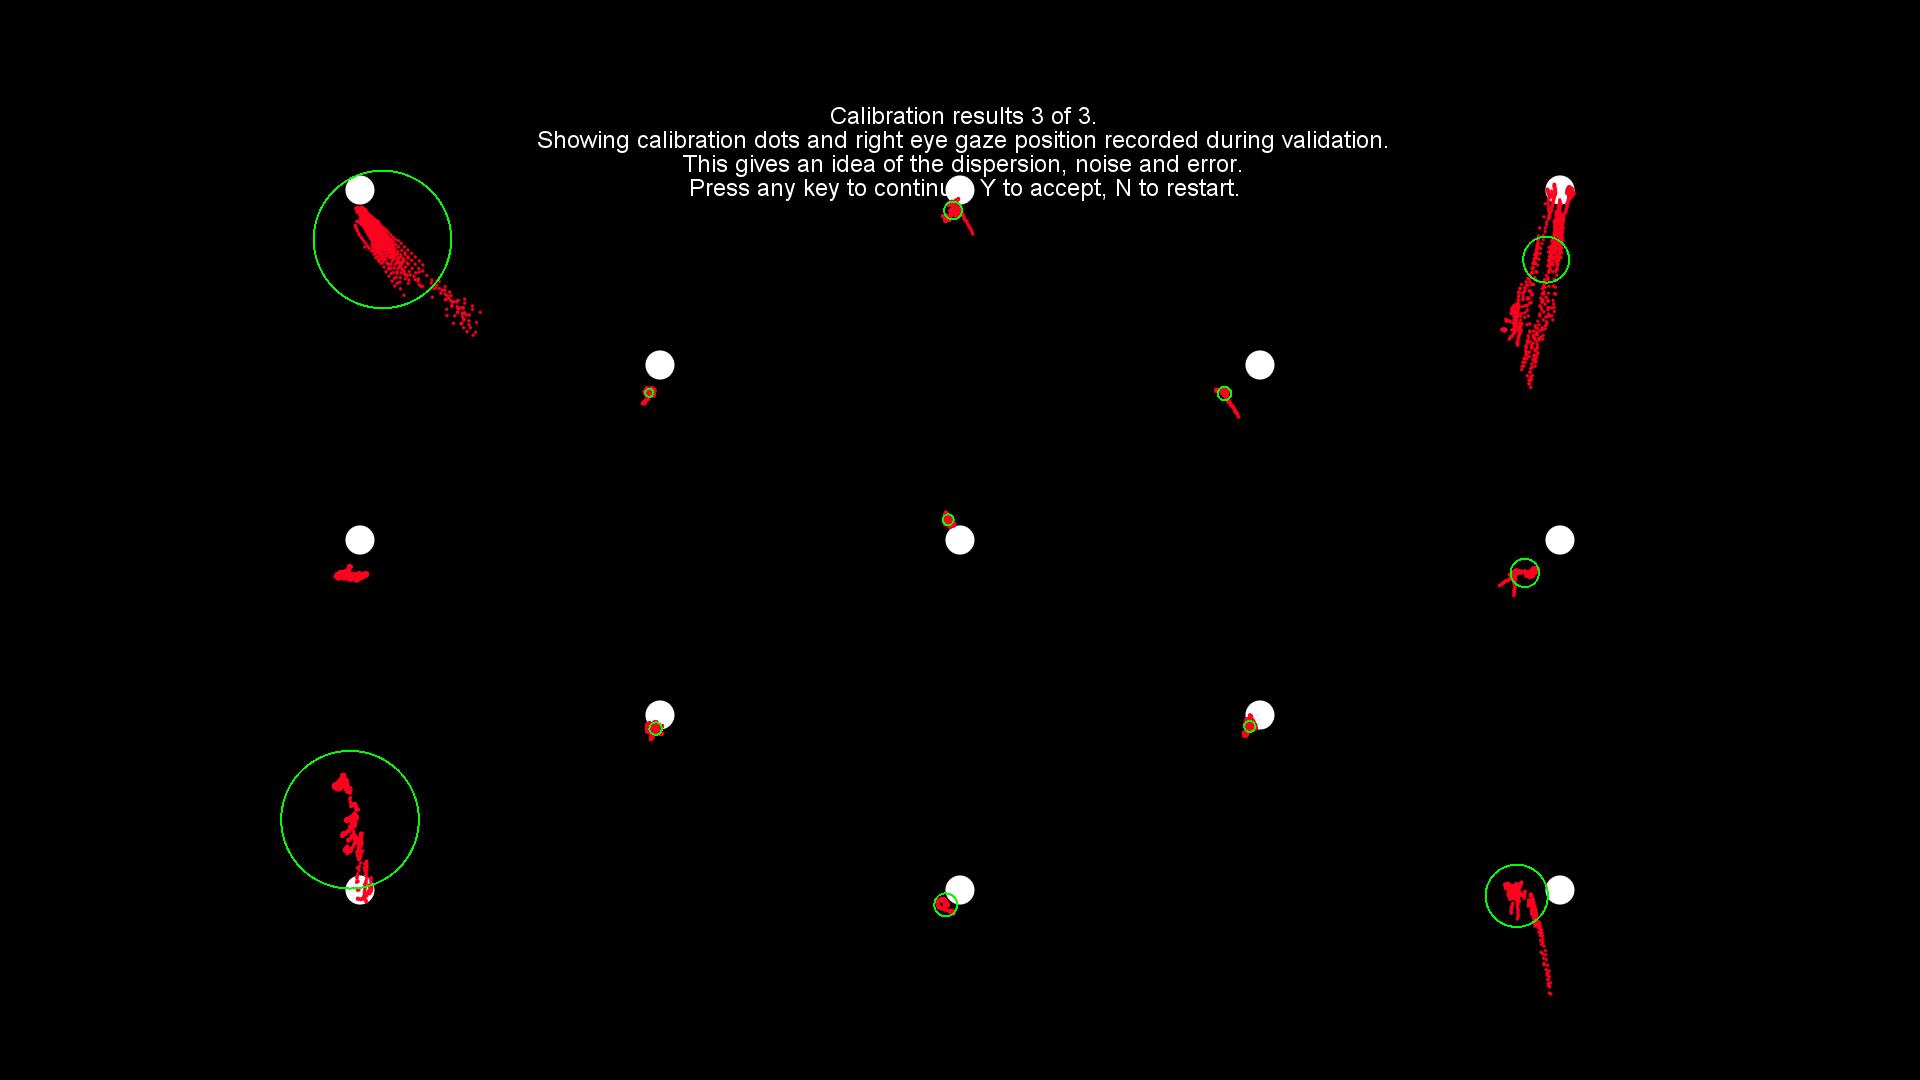 Calibration results 3 of 3.
Showing calibration dots and right eye gaze position recorded during validation.
This gives an idea of the dispersion, noise and error.
Press any key to continu Y to accept, N to restart.